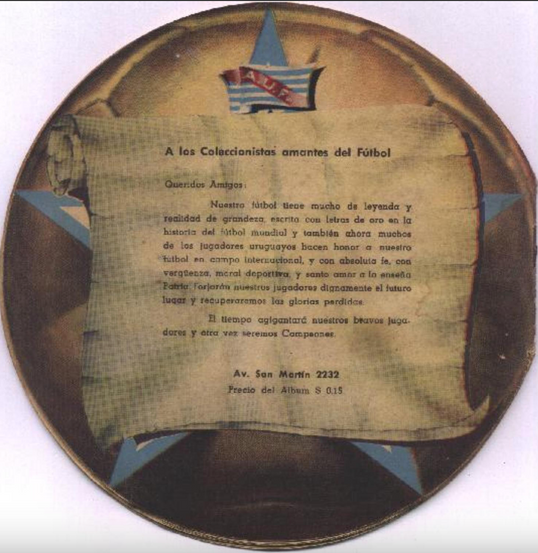 A.U.F.
A los Coleccionistas amantes del Fútbol
Queridos Amigos:
Nuestro fútbol tiene mucho de leyenda y
realidad de grandeza, escrita con letras de oro en la
historia del fútbol mundial y también ahora muchos
de los jugadores uruguayos hacen honor a nuestro
fútbol en campo internacional, y con absoluta fe, con
vergüenza, moral deportiva, y santo amor a la enseña
Patria, forjarán nuestros jugadores dignamente el futuro
lugar y recuperaremos las glorias perdidas.
El tiempo agigantará nuestros bravos juga-
dores y otra vez seremos Campeones.
Av. San Martín 2232
Precio del Album $ 0.15